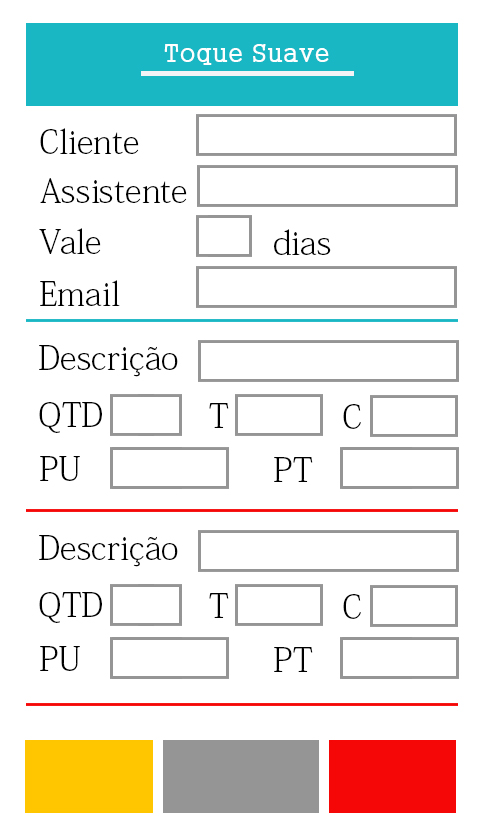 Toque Suave
Cliente
Assistente
Vale dias
Email
Descrição
QTD T C
PU PT
Descrição
QTD T C
PU PT